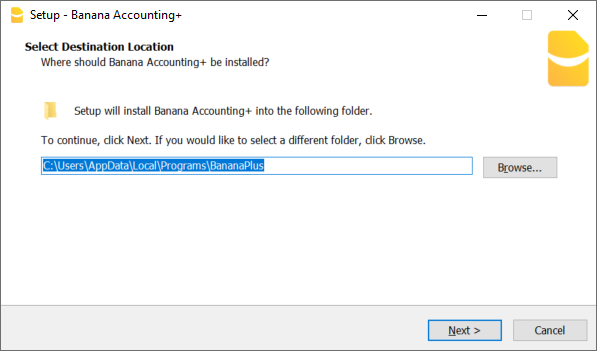 Setup - Banana Accounting+
Select Destination Location
Where should Banana Accounting+ be installed?
Setup will install Banana Accounting+ into the following folder.
To continue, click Next. If you would like to select a different folder, click Browse.
C:\Users\AppData\Local\Programs\BananaPlus
Browse...
Next >
Cancel